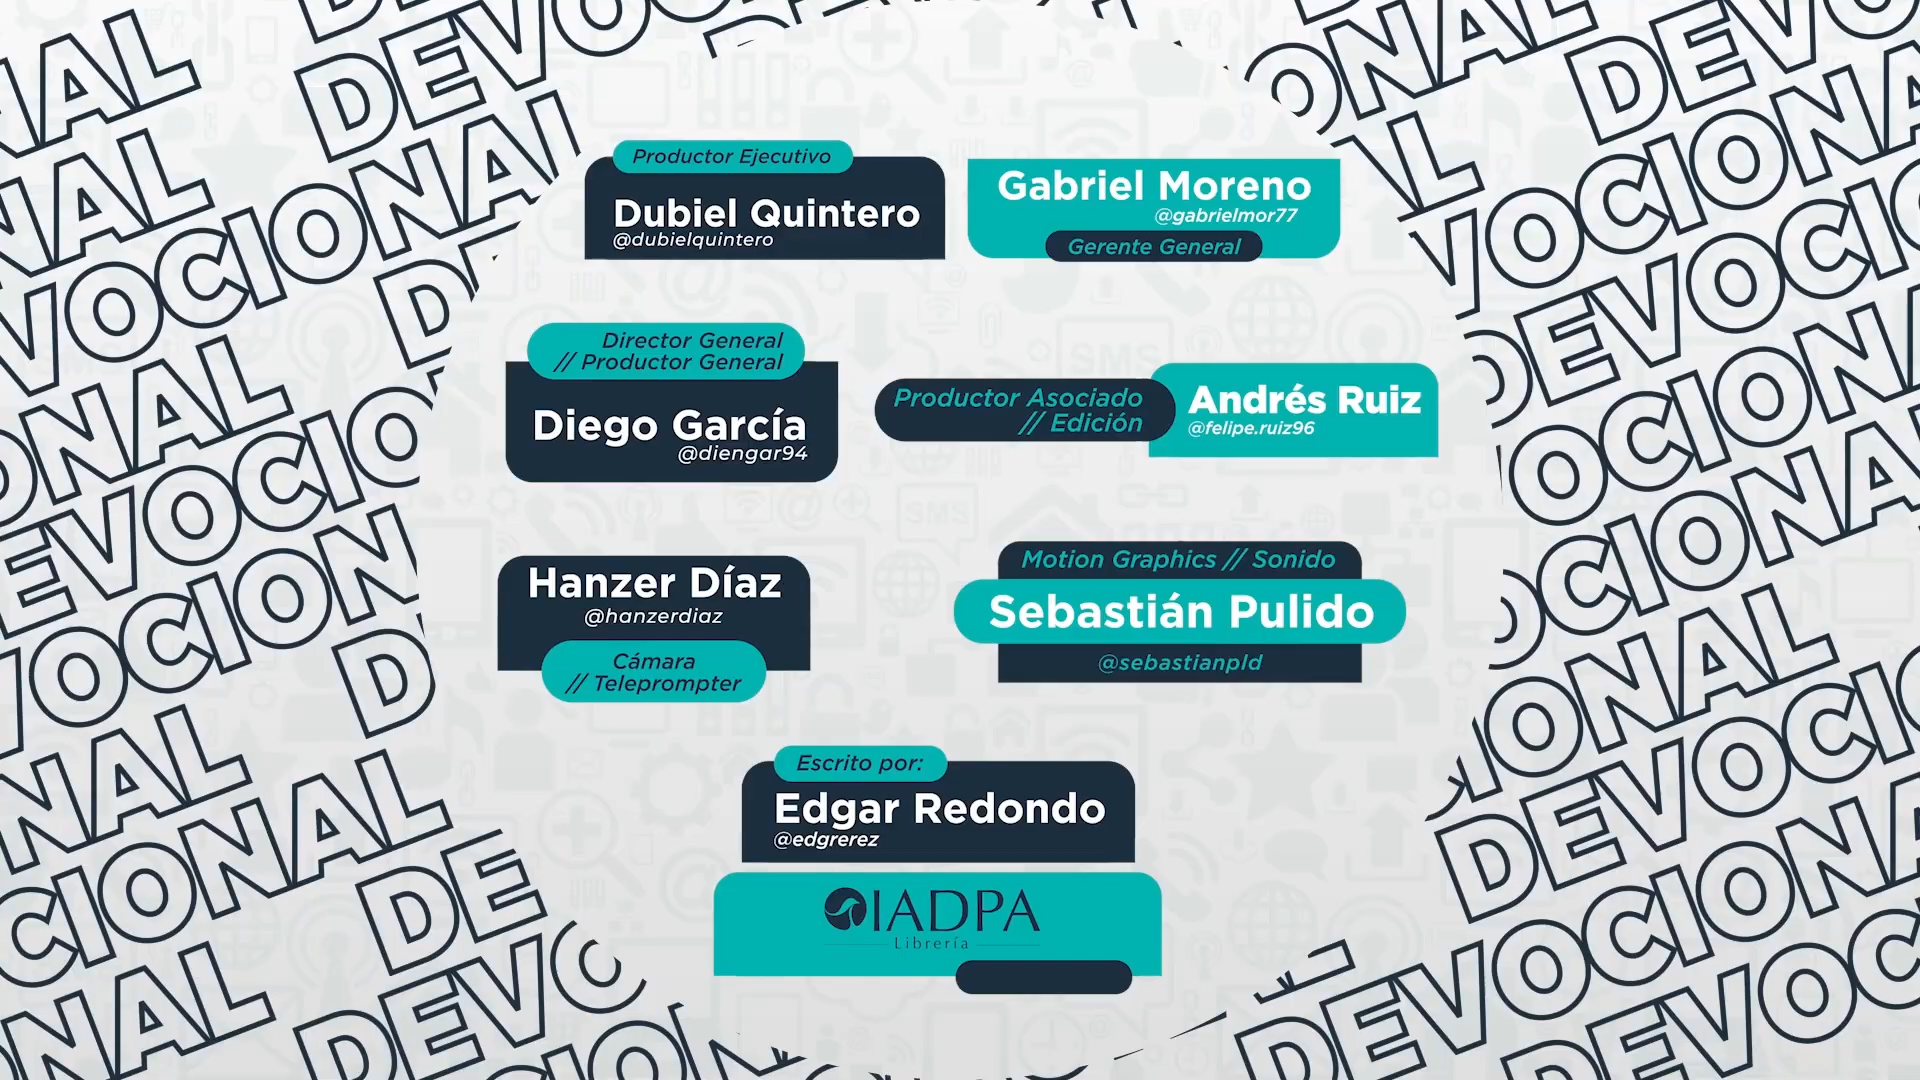 Productor Ejecutivo
Dubiel Quintero
@dubielquintero
Gabriel Moreno
@gabrielmor77
Gerente General
Director General
// Productor General
Diego García
@diengar94
Productor Asociado
// Edición
Andrés Ruiz
@felipe.ruiz96
Hanzer Díaz
@hanzerdiaz
Cámara
// Teleprompter
Motion Graphics // Sonido
Sebastián Pulido
@sebastianpld
Escrito por:
Edgar Redondo
@edgrerez
IADPA
Librería
DEVOCIONAL
SMS
SMS